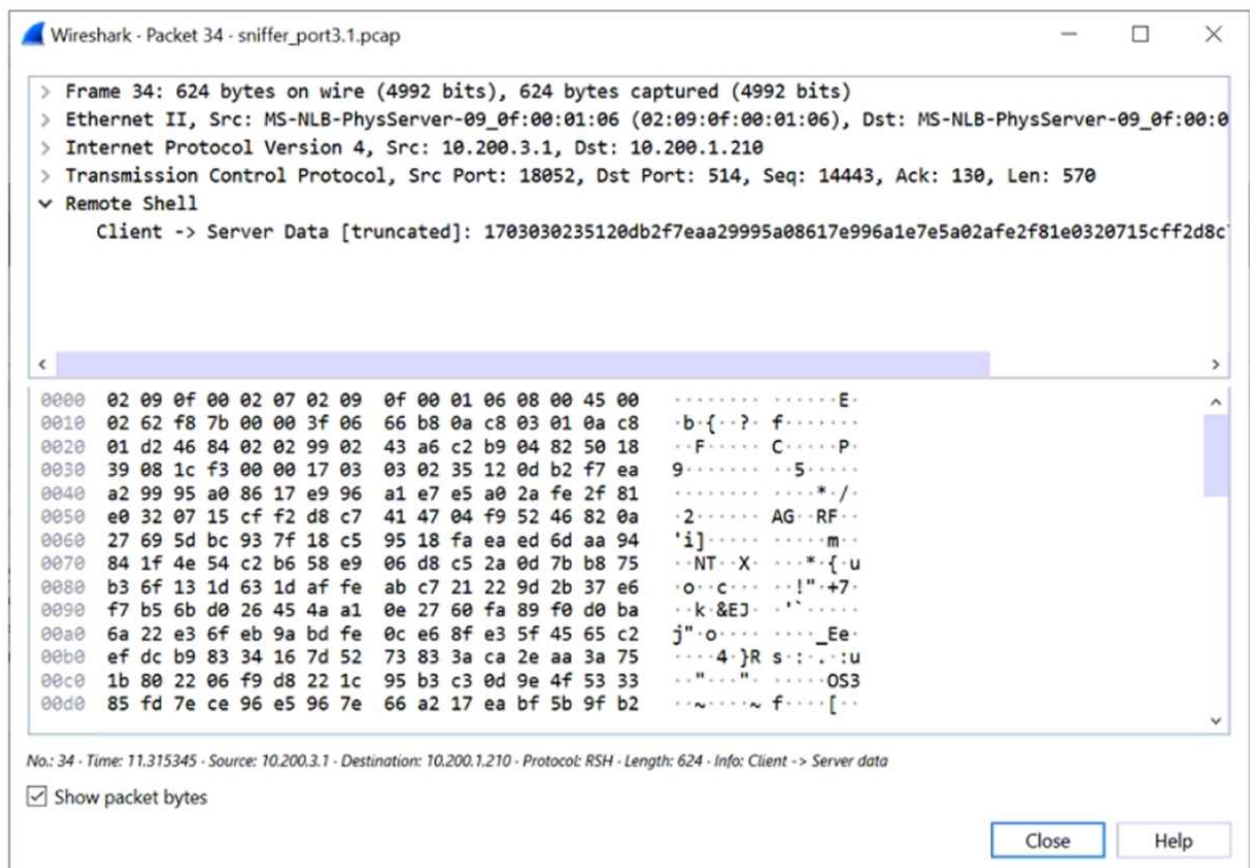 Wireshark · Packet 34 · sniffer_port3.1.pcap
> Frame 34: 624 bytes on wire (4992 bits), 624 bytes captured (4992 bits)
> Ethernet II, Src: MS-NLB-PhysServer-09_0f:00:01:06 (02:09:0f:00:01:06), Dst: MS-NLB-PhysServer-09_0f:00:0
> Internet Protocol Version 4, Src: 10.200.3.1, Dst: 10.200.1.210
> Transmission Control Protocol, Src Port: 18052, Dst Port: 514, Seq: 14443, Ack: 130, Len: 570
Remote Shell
Client -> Server Data [truncated]: 1703030235120db2f7eaa29995a08617e996a1e7e5a02afe2f81e0320715cff2d8c
0000 02 09 0f 00 02 07 02 09 0f 00 01 06 08 00 45 00 ········ ······E·
0010 02 62 f8 7b 00 00 3f 06 66 b8 0a c8 03 01 0a c8 ·b·{··?· f·······
0020 01 d2 46 84 02 02 99 02 43 a6 c2 b9 04 82 50 18 ··F····· C·····P·
0030 39 08 1c f3 00 00 17 03 03 02 35 12 0d b2 f7 ea 9······· ··5·····
0040 a2 99 95 a0 86 17 e9 96 a1 e7 e5 a0 2a fe 2f 81 ········ ····*·/·
0050 e0 32 07 15 cf f2 d8 c7 41 47 04 f9 52 46 82 0a ·2······ AG··RF··
0060 27 69 5d bc 93 7f 18 c5 95 18 fa ea ed 6d aa 94 'i]····· ·····m··
0070 84 1f 4e 54 c2 b6 58 e9 06 d8 c5 2a 0d 7b b8 75 ··NT··X· ···*·{·u
0080 b3 6f 13 1d 63 1d af fe ab c7 21 22 9d 2b 37 e6 ·o··c··· ··!"·+7·
0090 f7 b5 6b d0 26 45 4a a1 0e 27 60 fa 89 f0 d0 ba ··k·&EJ· ·'`·····
00a0 6a 22 e3 6f eb 9a bd fe 0c e6 8f e3 5f 45 65 c2 j"·o···· ····_Ee·
00b0 ef dc b9 83 34 16 7d 52 73 83 3a ca 2e aa 3a 75 ····4·}R s·:·.·:u
00c0 1b 80 22 06 f9 d8 22 1c 95 b3 c3 0d 9e 4f 53 33 ··"···"· ·····OS3
00d0 85 fd 7e ce 96 e5 96 7e 66 a2 17 ea bf 5b 9f b2 ··~····~ f····[··
No.: 34 · Time: 11.315345 · Source: 10.200.3.1 · Destination: 10.200.1.210 · Protocol: RSH · Length: 624 · Info: Client -> Server data
Show packet bytes
Close Help